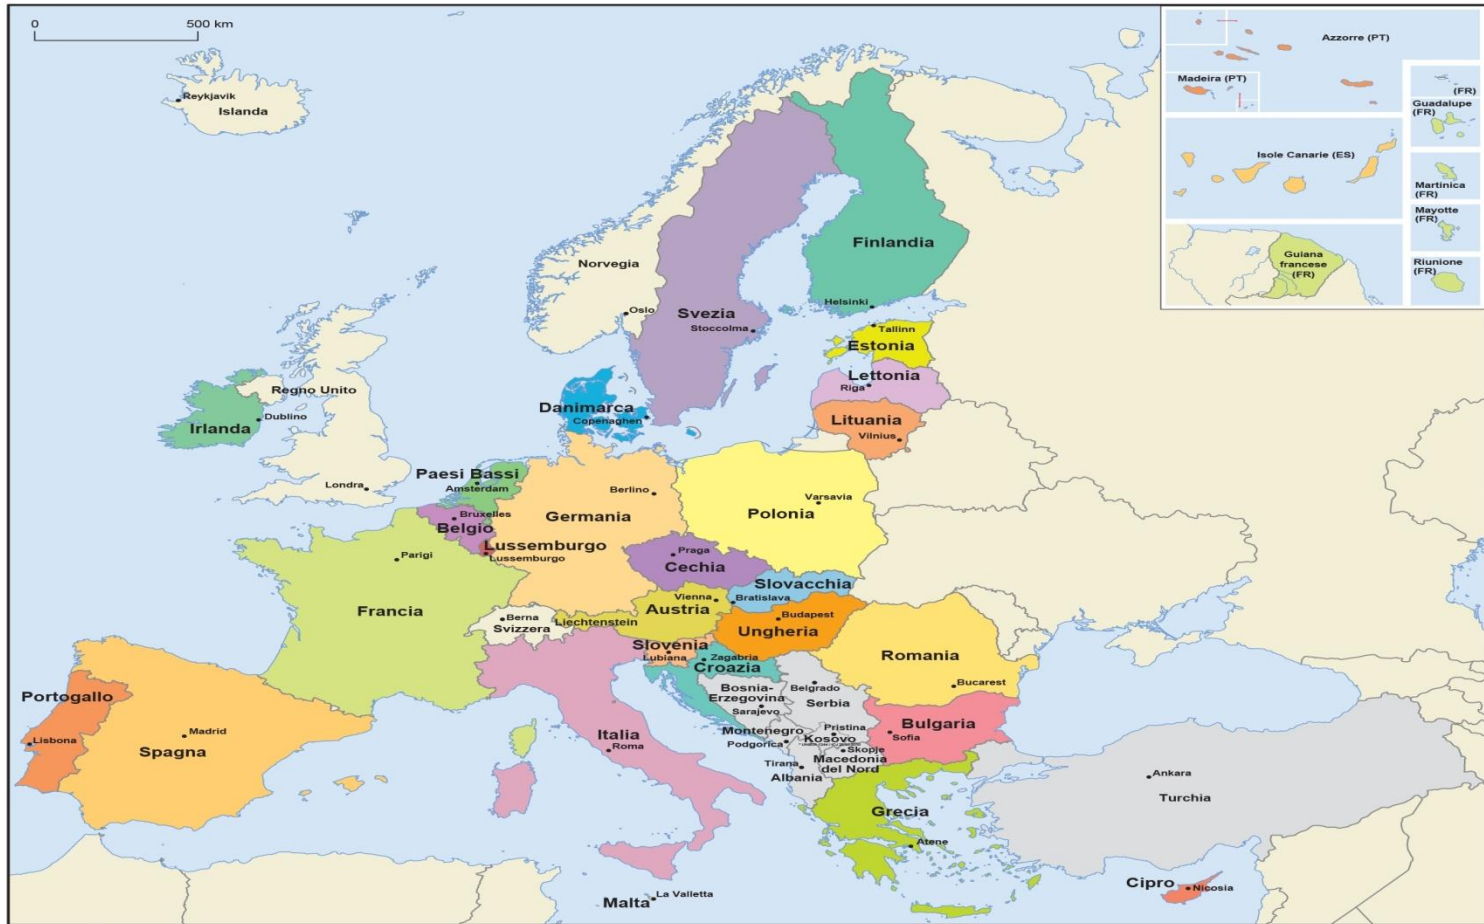 0 500 km
Reykjavik
Islanda
Azzorre (PT)
Madeira (PT)
(FR)
Guadalupe
(FR)
Isole Canarie (ES)
Martinica
(FR)
Mayotte
(FR)
Guiana
francese
(FR)
Riunione
(FR)
Finlandia
Helsinki
Norvegia
Oslo
Svezia
Stoccolma
Tallinn
Estonia
Lettonia
Riga
Lituania
Vilnius
Regno Unito
Dublino
Irlanda
Londra
Danimarca
Copenaghen
Paesi Bassi
Amsterdam
Bruxelles
Belgio
Lussemburgo
Lussemburgo
Berlino
Germania
Varsavia
Polonia
Parigi
Francia
Praga
Cechia
Slovacchia
Bratislava
Vienna
Austria
Liechtenstein
Berna
Svizzera
Budapest
Ungheria
Slovenia
Lubiana
Zagabria
Croazia
Romania
Bucarest
Portogallo
Lisbona
Madrid
Spagna
Italia
Roma
Bosnia-
Erzegovina
Sarajevo
Belgrado
Serbia
Montenegro
Podgorica
Pristina
Kosovo
Skopje
Macedonia
del Nord
Tirana
Albania
Bulgaria
Sofia
Grecia
Atene
Ankara
Turchia
Cipro
Nicosia
Malta
La Valletta